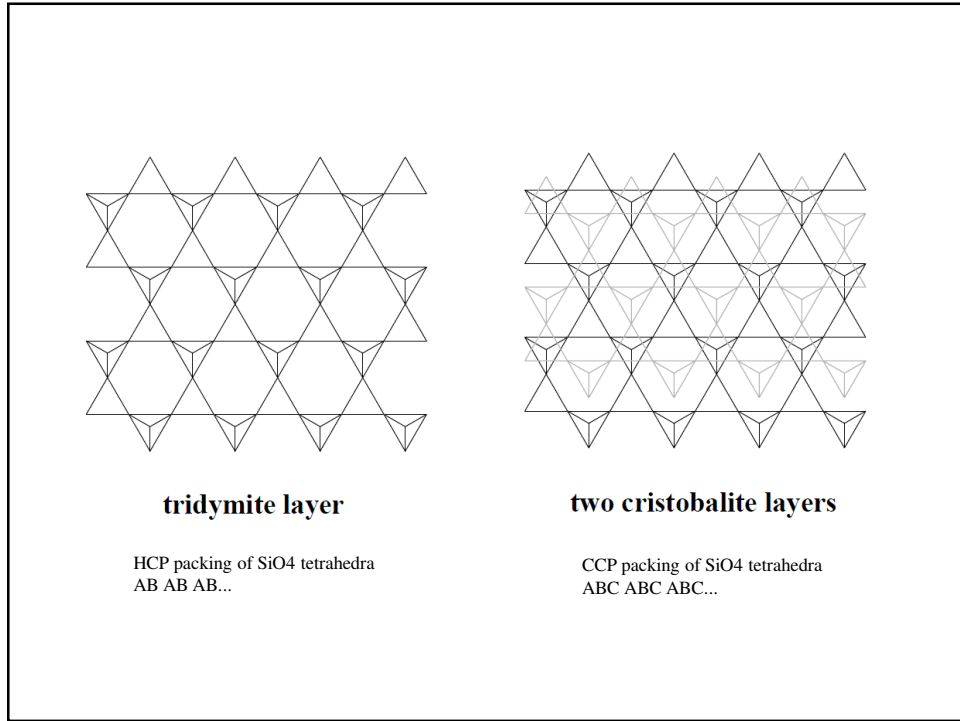 tridymite layer
HCP packing of SiO4 tetrahedra
AB AB AB...
two cristobalite layers
CCP packing of SiO4 tetrahedra
ABC ABC ABC...